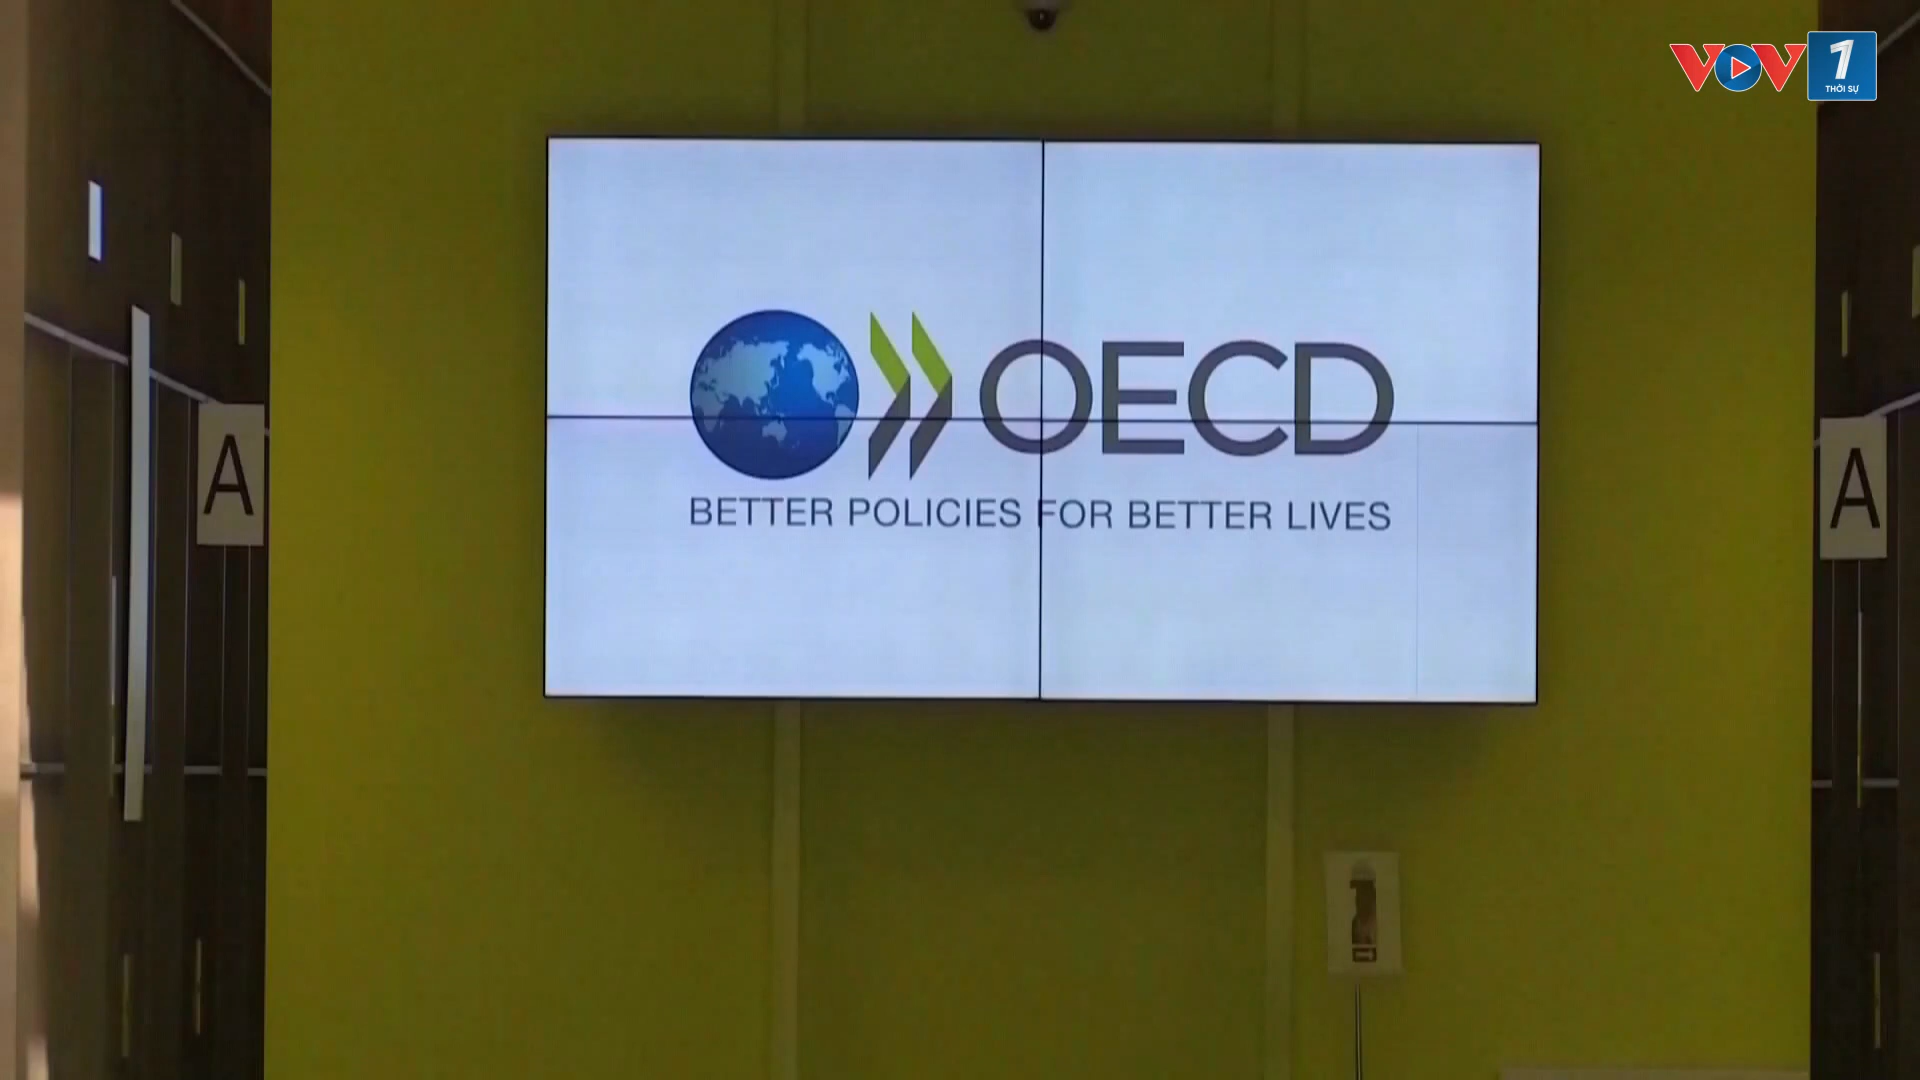 VOV 1
THỜI SỰ
OECD
BETTER POLICIES FOR BETTER LIVES
A
A